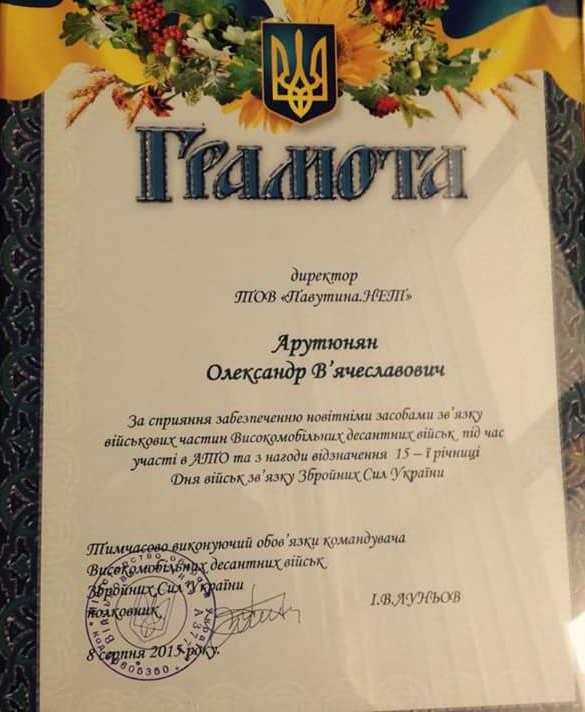 Грамота
директор
ТОВ «Павутина.НЕТ»
Арутюнян
Олександр В'ячеславович
За сприяння забезпеченню новітніми засобами зв'язку
військових частин Високомобільних десантних військ під час
участі в АТО та з нагоди відзначення 15 – ї річниці
Дня військ зв'язку Збройних Сил України
Тимчасово виконуючий обов'язки командувача
Високомобільних десантних військ
Збройних Сил України
полковник
І.В.ЛУНЬОВ
8 серпня 2015 року.